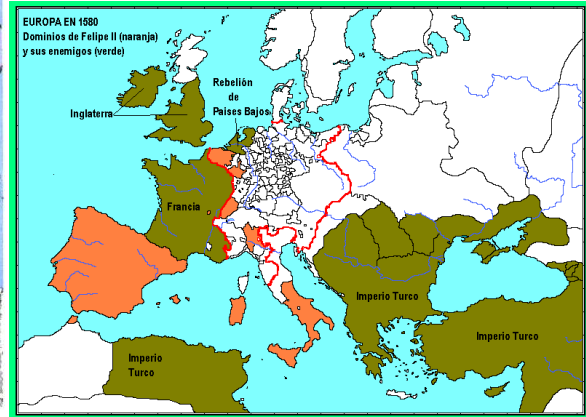 EUROPA EN 1580
Dominios de Felipe II (naranja)
y sus enemigos (verde)
Rebelión
de
Paises Bajos
Inglaterra
Francia
Imperio Turco
Imperio Turco
Imperio
Turco